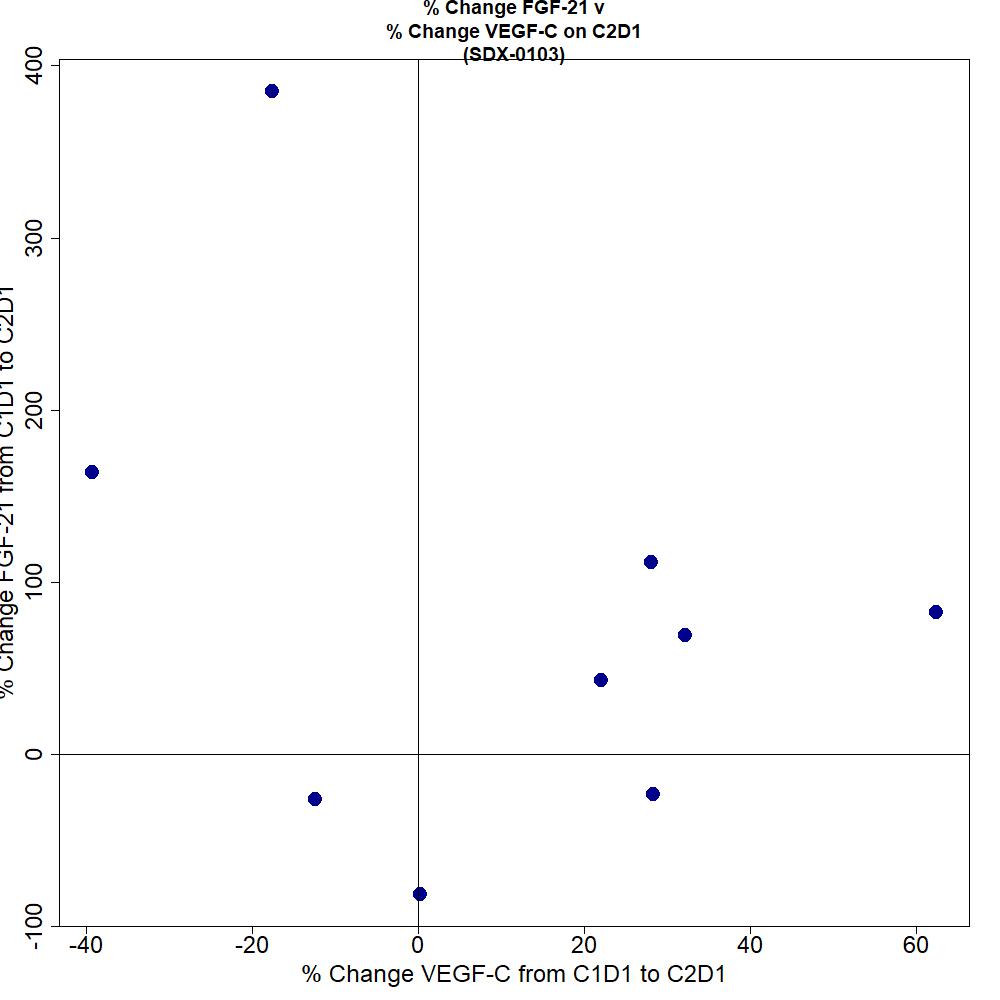 % Change FGF-21 v
% Change VEGF-C on C2D1
(SDX-0103)
% Change FGF-21 from C1D1 to C2D1
400
300
200
100
0
-100
-40
-20
0
20
40
60
% Change VEGF-C from C1D1 to C2D1